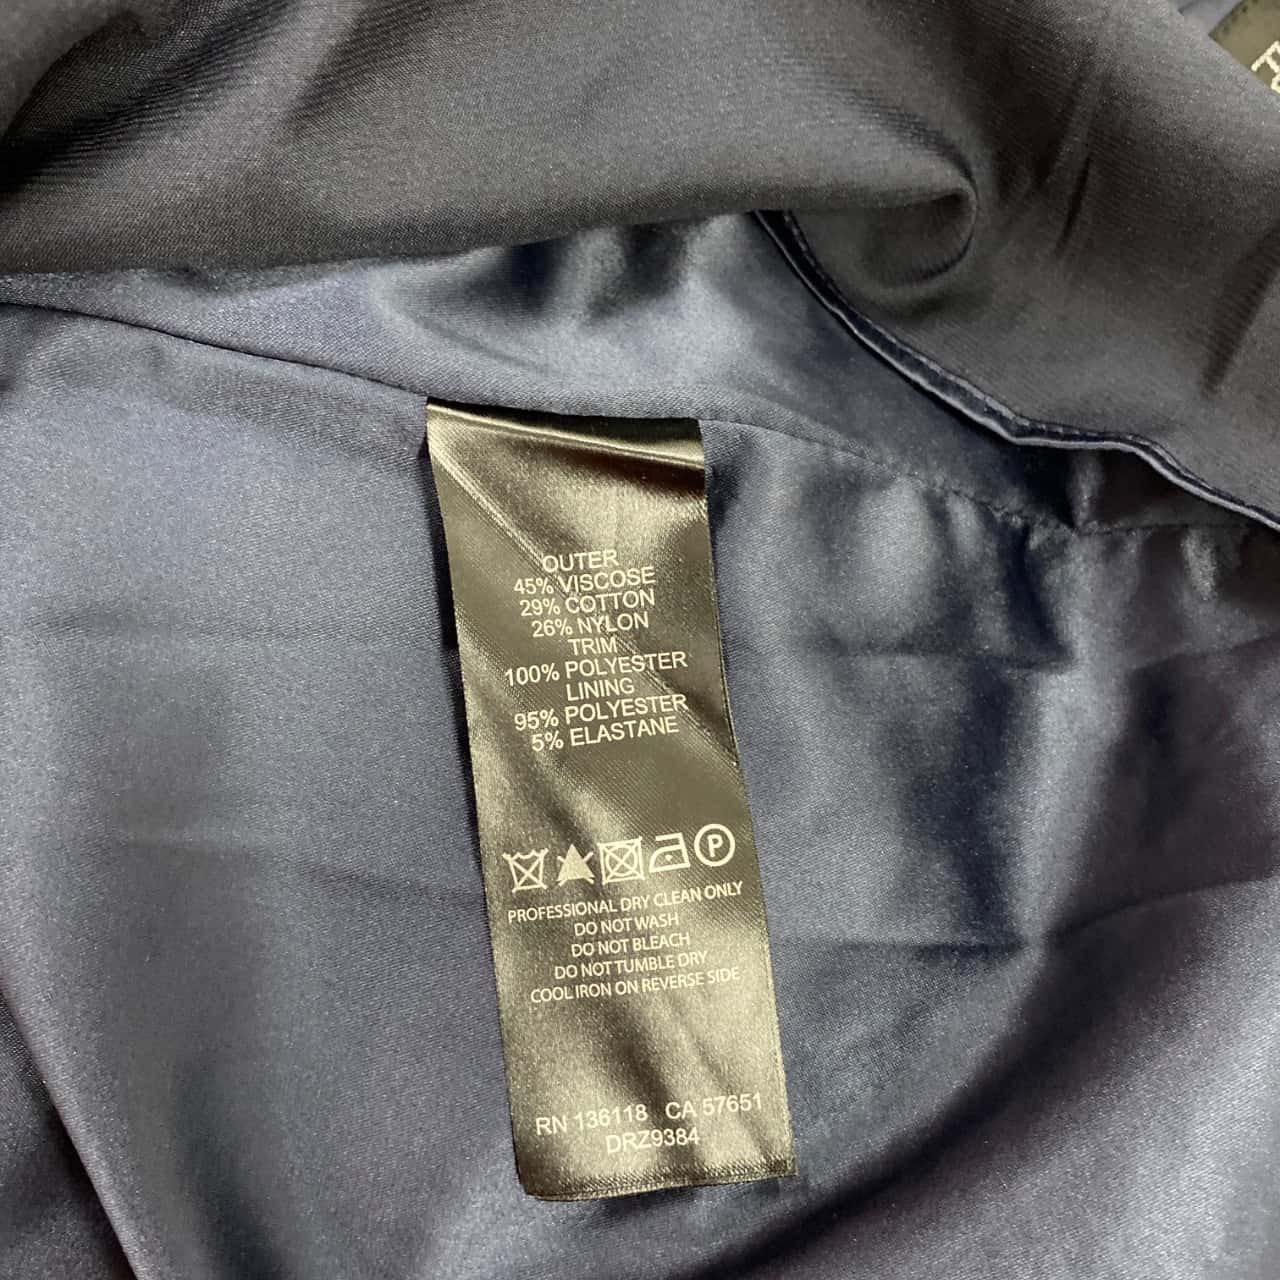 OUTER
45% VISCOSE
29% COTTON
26% NYLON
TRIM
100% POLYESTER
LINING
95% POLYESTER
5% ELASTANE
P
PROFESSIONAL DRY CLEAN ONLY
DO NOT WASH
DO NOT BLEACH
DO NOT TUMBLE DRY
COOL IRON ON REVERSE SIDE
RN 136118 CA 57651
DRZ9384